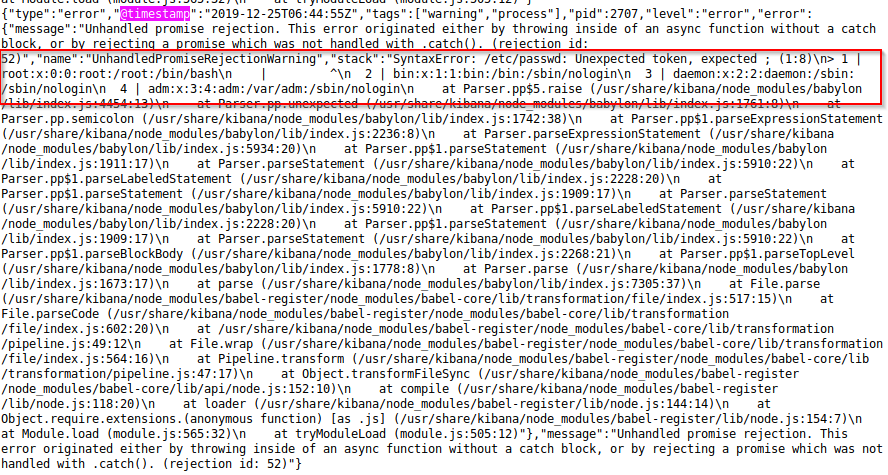 at Module.load (module.js:565:32)\n    at tryModuleLoad (module.js:505:12)"}
{"type":"error","@timestamp":"2019-12-25T06:44:55Z","tags":["warning","process"],"pid":2707,"level":"error","error":
{"message":"Unhandled promise rejection. This error originated either by throwing inside of an async function without a catch
block, or by rejecting a promise which was not handled with .catch(). (rejection id:
52)","name":"UnhandledPromiseRejectionWarning","stack":"SyntaxError: /etc/passwd: Unexpected token, expected ; (1:8)\n> 1 |
root:x:0:0:root:/root:/bin/bash\n    |         ^\n  2 | bin:x:1:1:bin:/bin:/sbin/nologin\n  3 | daemon:x:2:2:daemon:/sbin:
/sbin/nologin\n  4 | adm:x:3:4:adm:/var/adm:/sbin/nologin\n    at Parser.pp$5.raise (/usr/share/kibana/node_modules/babylon
/lib/index.js:4454:13)\n    at Parser.pp.unexpected (/usr/share/kibana/node_modules/babylon/lib/index.js:1761:8)\n    at
Parser.pp.semicolon (/usr/share/kibana/node_modules/babylon/lib/index.js:1742:38)\n    at Parser.pp$1.parseExpressionStatement
(/usr/share/kibana/node_modules/babylon/lib/index.js:2236:8)\n    at Parser.parseExpressionStatement (/usr/share/kibana
/node_modules/babylon/lib/index.js:5934:20)\n    at Parser.pp$1.parseStatement (/usr/share/kibana/node_modules/babylon
/lib/index.js:1911:17)\n    at Parser.parseStatement (/usr/share/kibana/node_modules/babylon/lib/index.js:5910:22)\n    at
Parser.pp$1.parseLabeledStatement (/usr/share/kibana/node_modules/babylon/lib/index.js:2228:20)\n    at
Parser.pp$1.parseStatement (/usr/share/kibana/node_modules/babylon/lib/index.js:1909:17)\n    at Parser.parseStatement
(/usr/share/kibana/node_modules/babylon/lib/index.js:5910:22)\n    at Parser.pp$1.parseLabeledStatement (/usr/share/kibana
/node_modules/babylon/lib/index.js:2228:20)\n    at Parser.pp$1.parseStatement (/usr/share/kibana/node_modules/babylon
/lib/index.js:1909:17)\n    at Parser.parseStatement (/usr/share/kibana/node_modules/babylon/lib/index.js:5910:22)\n    at
Parser.pp$1.parseBlockBody (/usr/share/kibana/node_modules/babylon/lib/index.js:2268:21)\n    at Parser.pp$1.parseTopLevel
(/usr/share/kibana/node_modules/babylon/lib/index.js:1778:8)\n    at Parser.parse (/usr/share/kibana/node_modules/babylon
/lib/index.js:1673:17)\n    at parse (/usr/share/kibana/node_modules/babylon/lib/index.js:7305:37)\n    at File.parse
(/usr/share/kibana/node_modules/babel-register/node_modules/babel-core/lib/transformation/file/index.js:517:15)\n    at
File.parseCode (/usr/share/kibana/node_modules/babel-register/node_modules/babel-core/lib/transformation
/file/index.js:602:20)\n    at /usr/share/kibana/node_modules/babel-register/node_modules/babel-core/lib/transformation
/pipeline.js:49:12\n    at File.wrap (/usr/share/kibana/node_modules/babel-register/node_modules/babel-core/lib/transformation
/file/index.js:564:16)\n    at Pipeline.transform (/usr/share/kibana/node_modules/babel-register/node_modules/babel-core/lib
/transformation/pipeline.js:47:17)\n    at Object.transformFileSync (/usr/share/kibana/node_modules/babel-register
/node_modules/babel-core/lib/api/node.js:152:10)\n    at compile (/usr/share/kibana/node_modules/babel-register
/lib/node.js:118:20)\n    at loader (/usr/share/kibana/node_modules/babel-register/lib/node.js:144:14)\n    at
Object.require.extensions.(anonymous function) [as .js] (/usr/share/kibana/node_modules/babel-register/lib/node.js:154:7)\n
at Module.load (module.js:565:32)\n    at tryModuleLoad (module.js:505:12)"},"message":"Unhandled promise rejection. This
error originated either by throwing inside of an async function without a catch block, or by rejecting a promise which was not
handled with .catch(). (rejection id: 52)"}